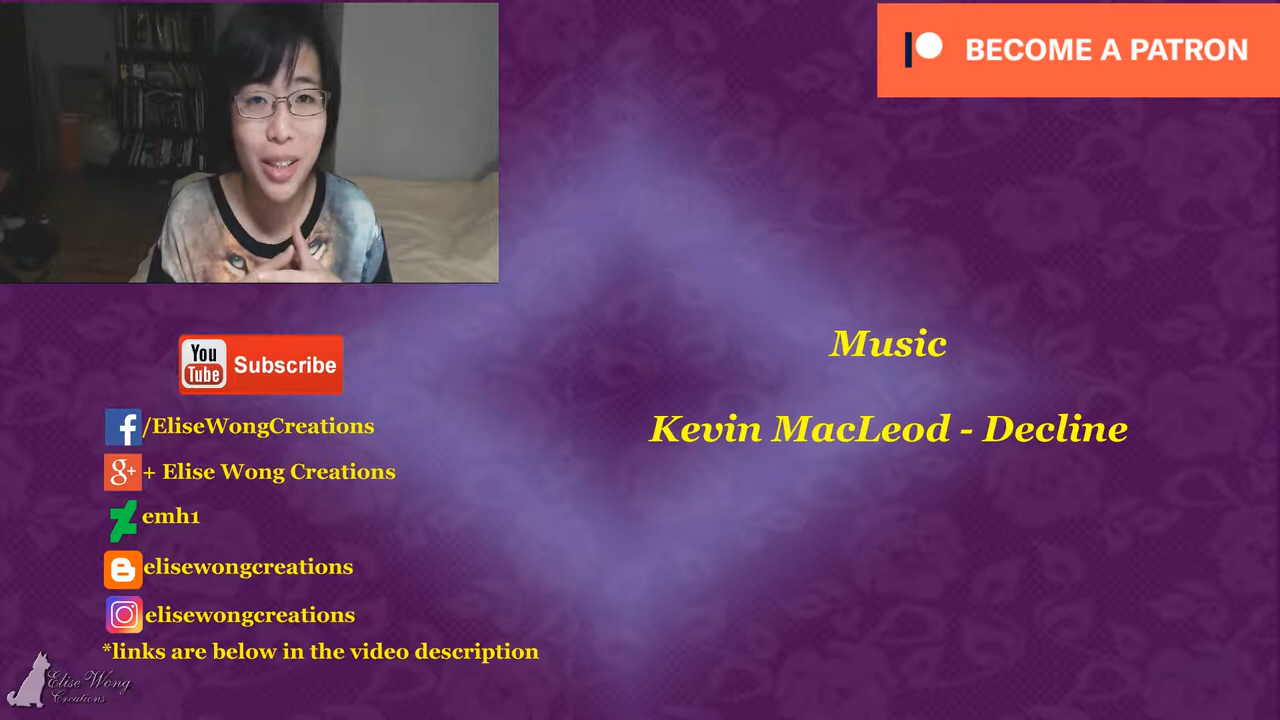 BECOME A PATRON
You
Tube
Subscribe
/EliseWongCreations
g+
+ Elise Wong Creations
emh1
elisewongcreations
elisewongcreations
*links are below in the video description
Music
Kevin MacLeod - Decline
Elise Wong
Creations